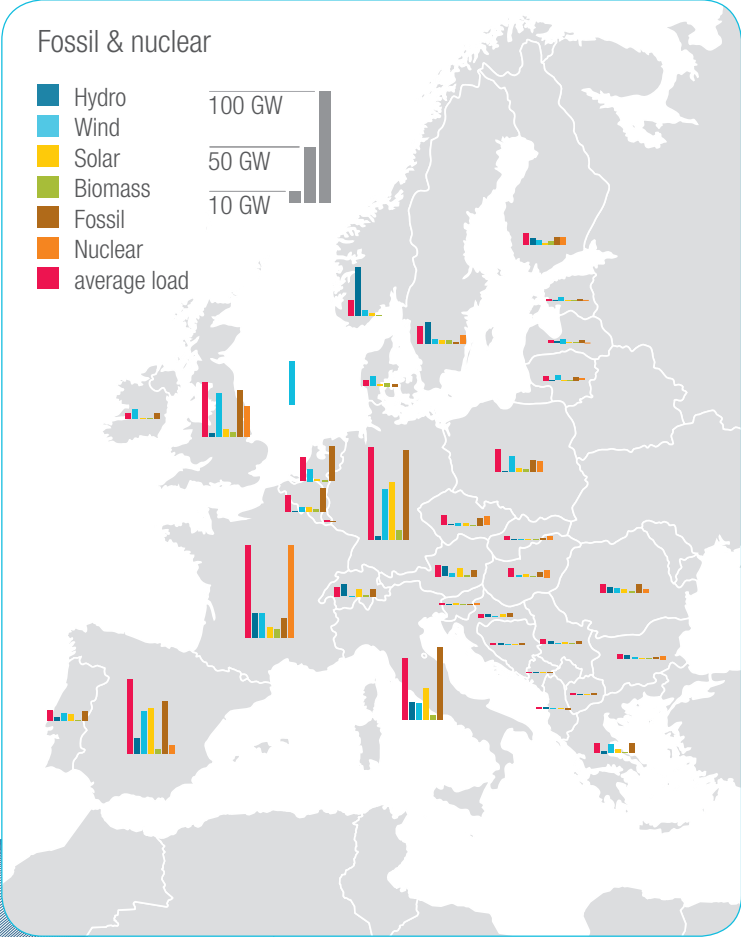 Fossil & nuclear
Hydro
Wind
Solar
Biomass
Fossil
Nuclear
average load
100 GW
50 GW
10 GW